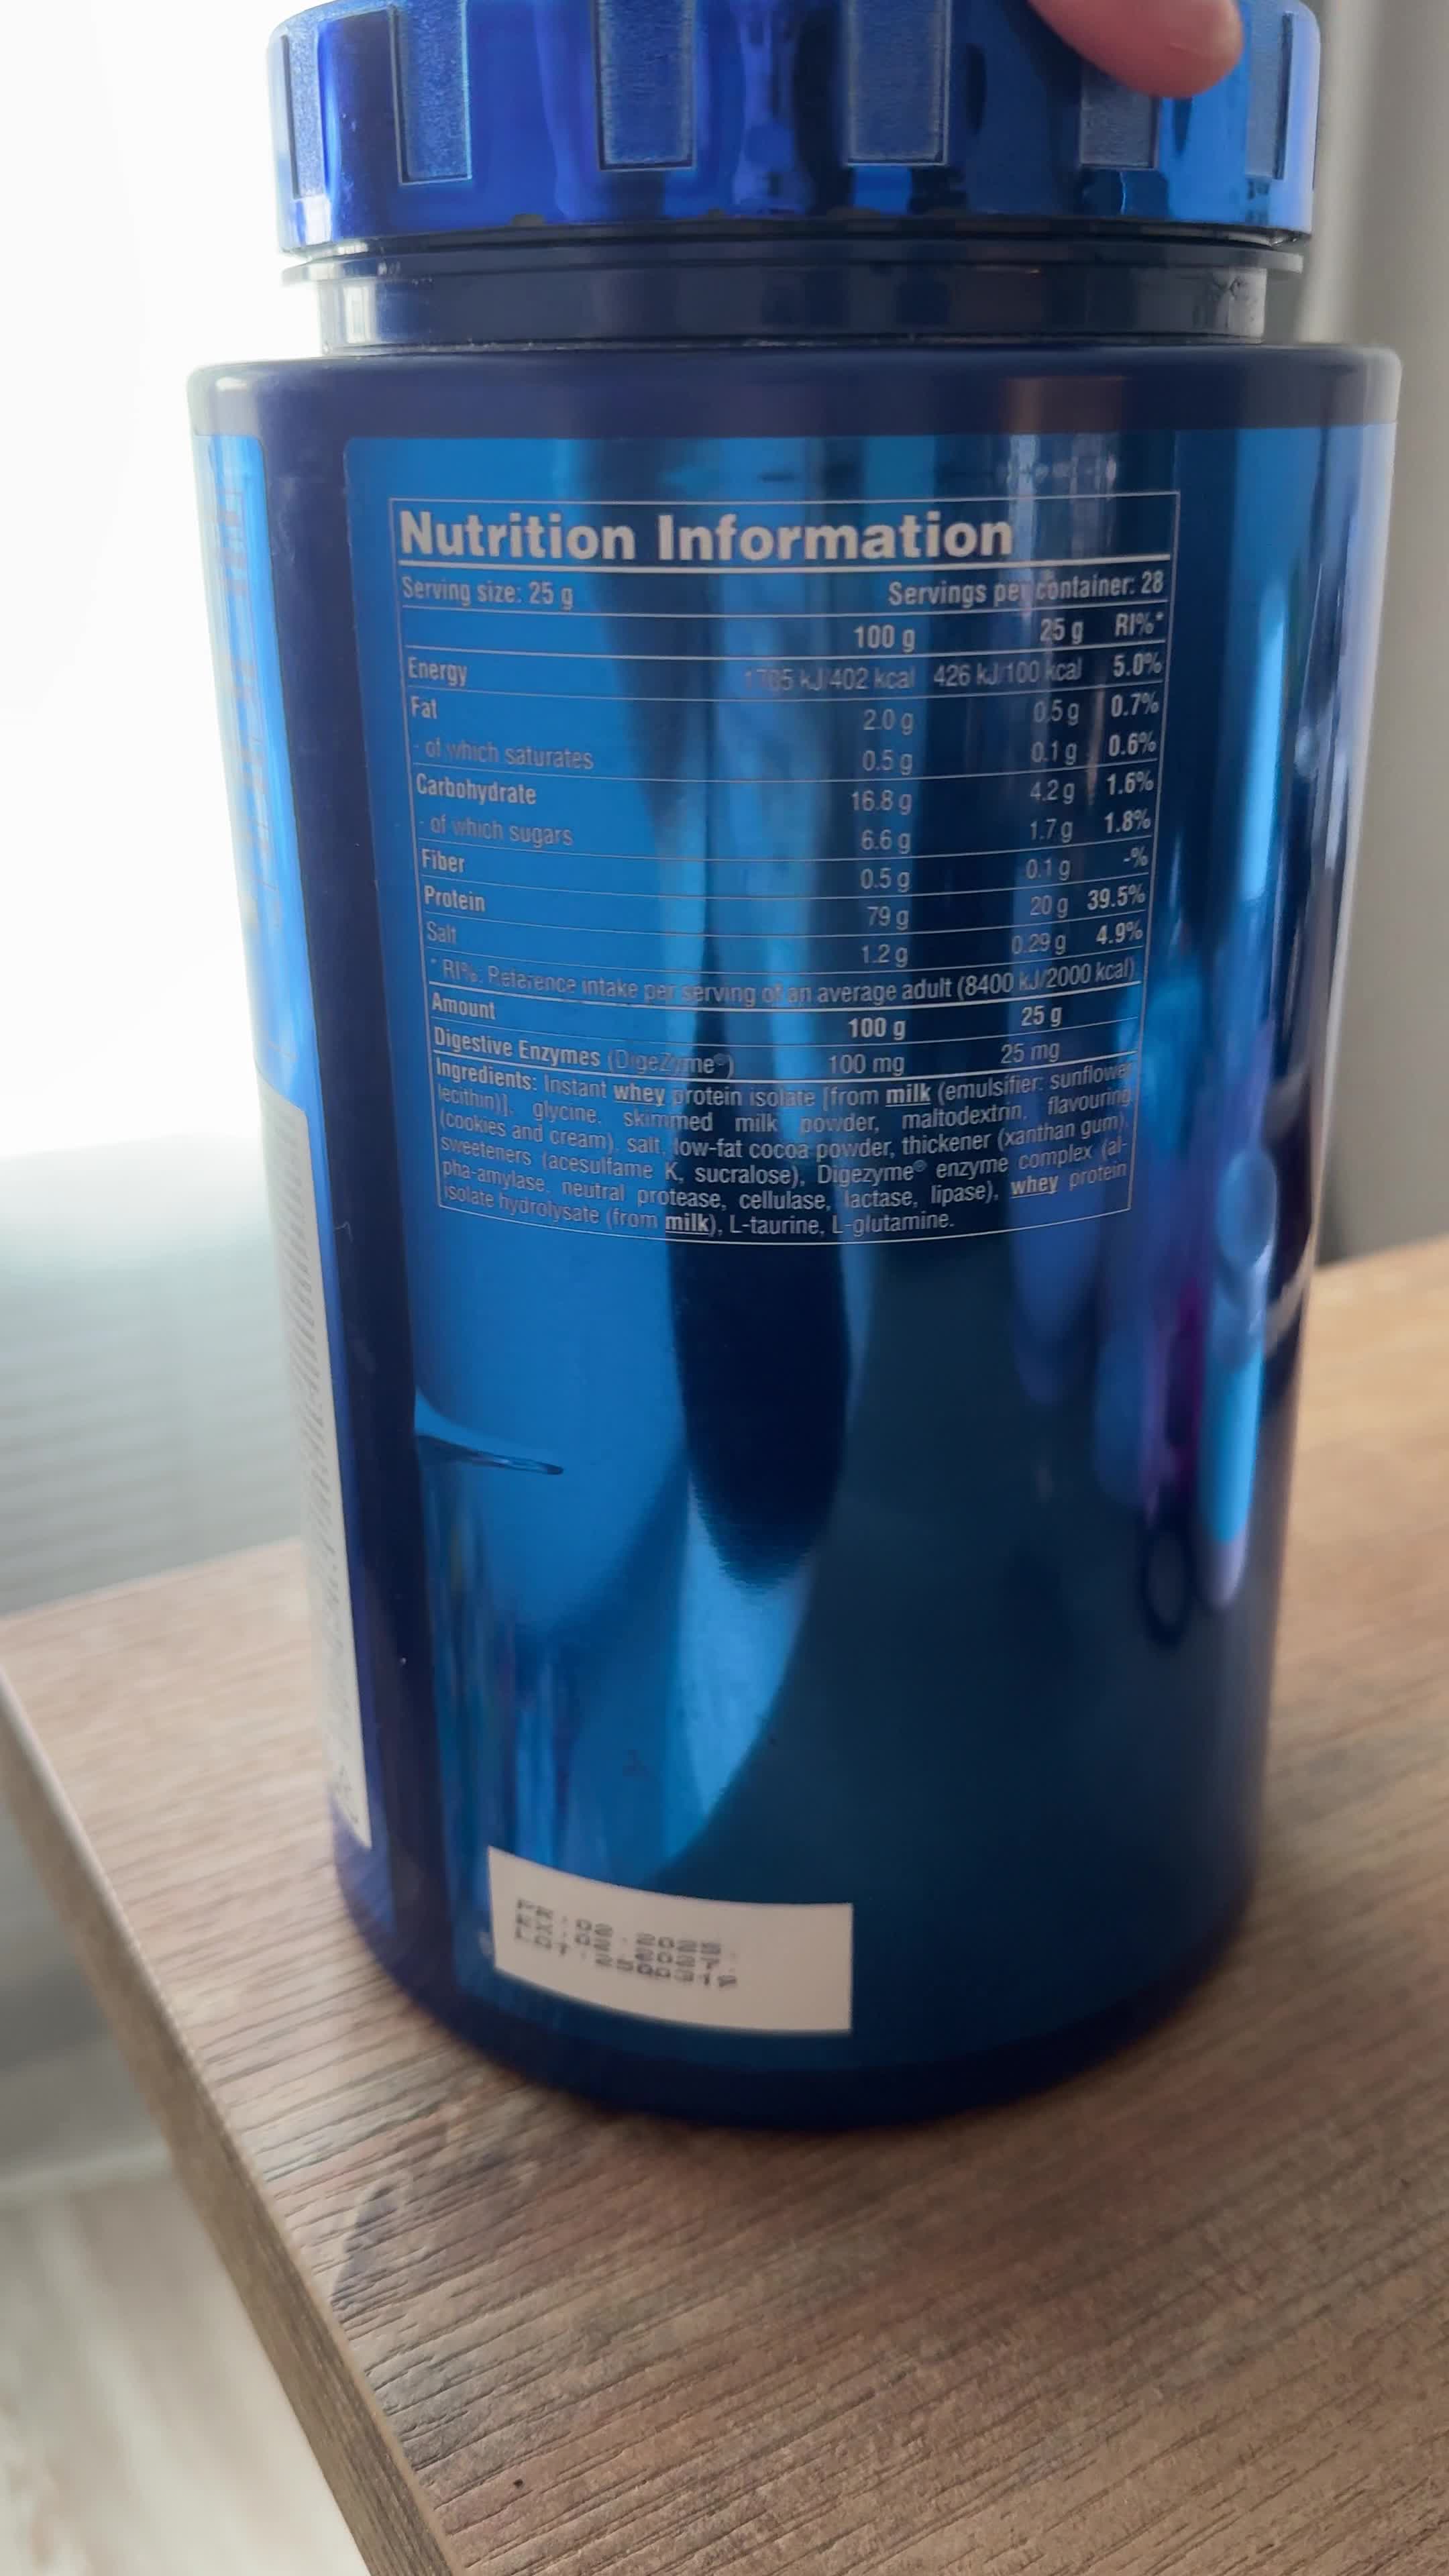 Nutrition Information
Serving size: 25 g Servings per container: 28
100 g 25 g RI%*
Energy 1705 kJ/402 kcal 426 kJ/100 kcal 5.0%
Fat 2.0 g 0.5 g 0.7%
- of which saturates 0.5 g 0.1 g 0.6%
Carbohydrate 16.8 g 4.2 g 1.6%
- of which sugars 6.6 g 1.7 g 1.8%
Fiber 0.5 g 0.1 g -%
Protein 79 g 20 g 39.5%
Salt 1.2 g 0.29 g 4.9%
* RI%: Reference intake per serving of an average adult (8400 kJ/2000 kcal)
Amount 100 g 25 g
Digestive Enzymes (DigeZyme®) 100 mg 25 mg
Ingredients: Instant whey protein isolate [from milk (emulsifier: sunflower
lecithin)], glycine, skimmed milk powder, maltodextrin, flavouring
(cookies and cream), salt, low-fat cocoa powder, thickener (xanthan gum),
sweeteners (acesulfame K, sucralose), Digezyme® enzyme complex (al-
pha-amylase, neutral protease, cellulase, lactase, lipase), whey protein
isolate hydrolysate (from milk), L-taurine, L-glutamine.